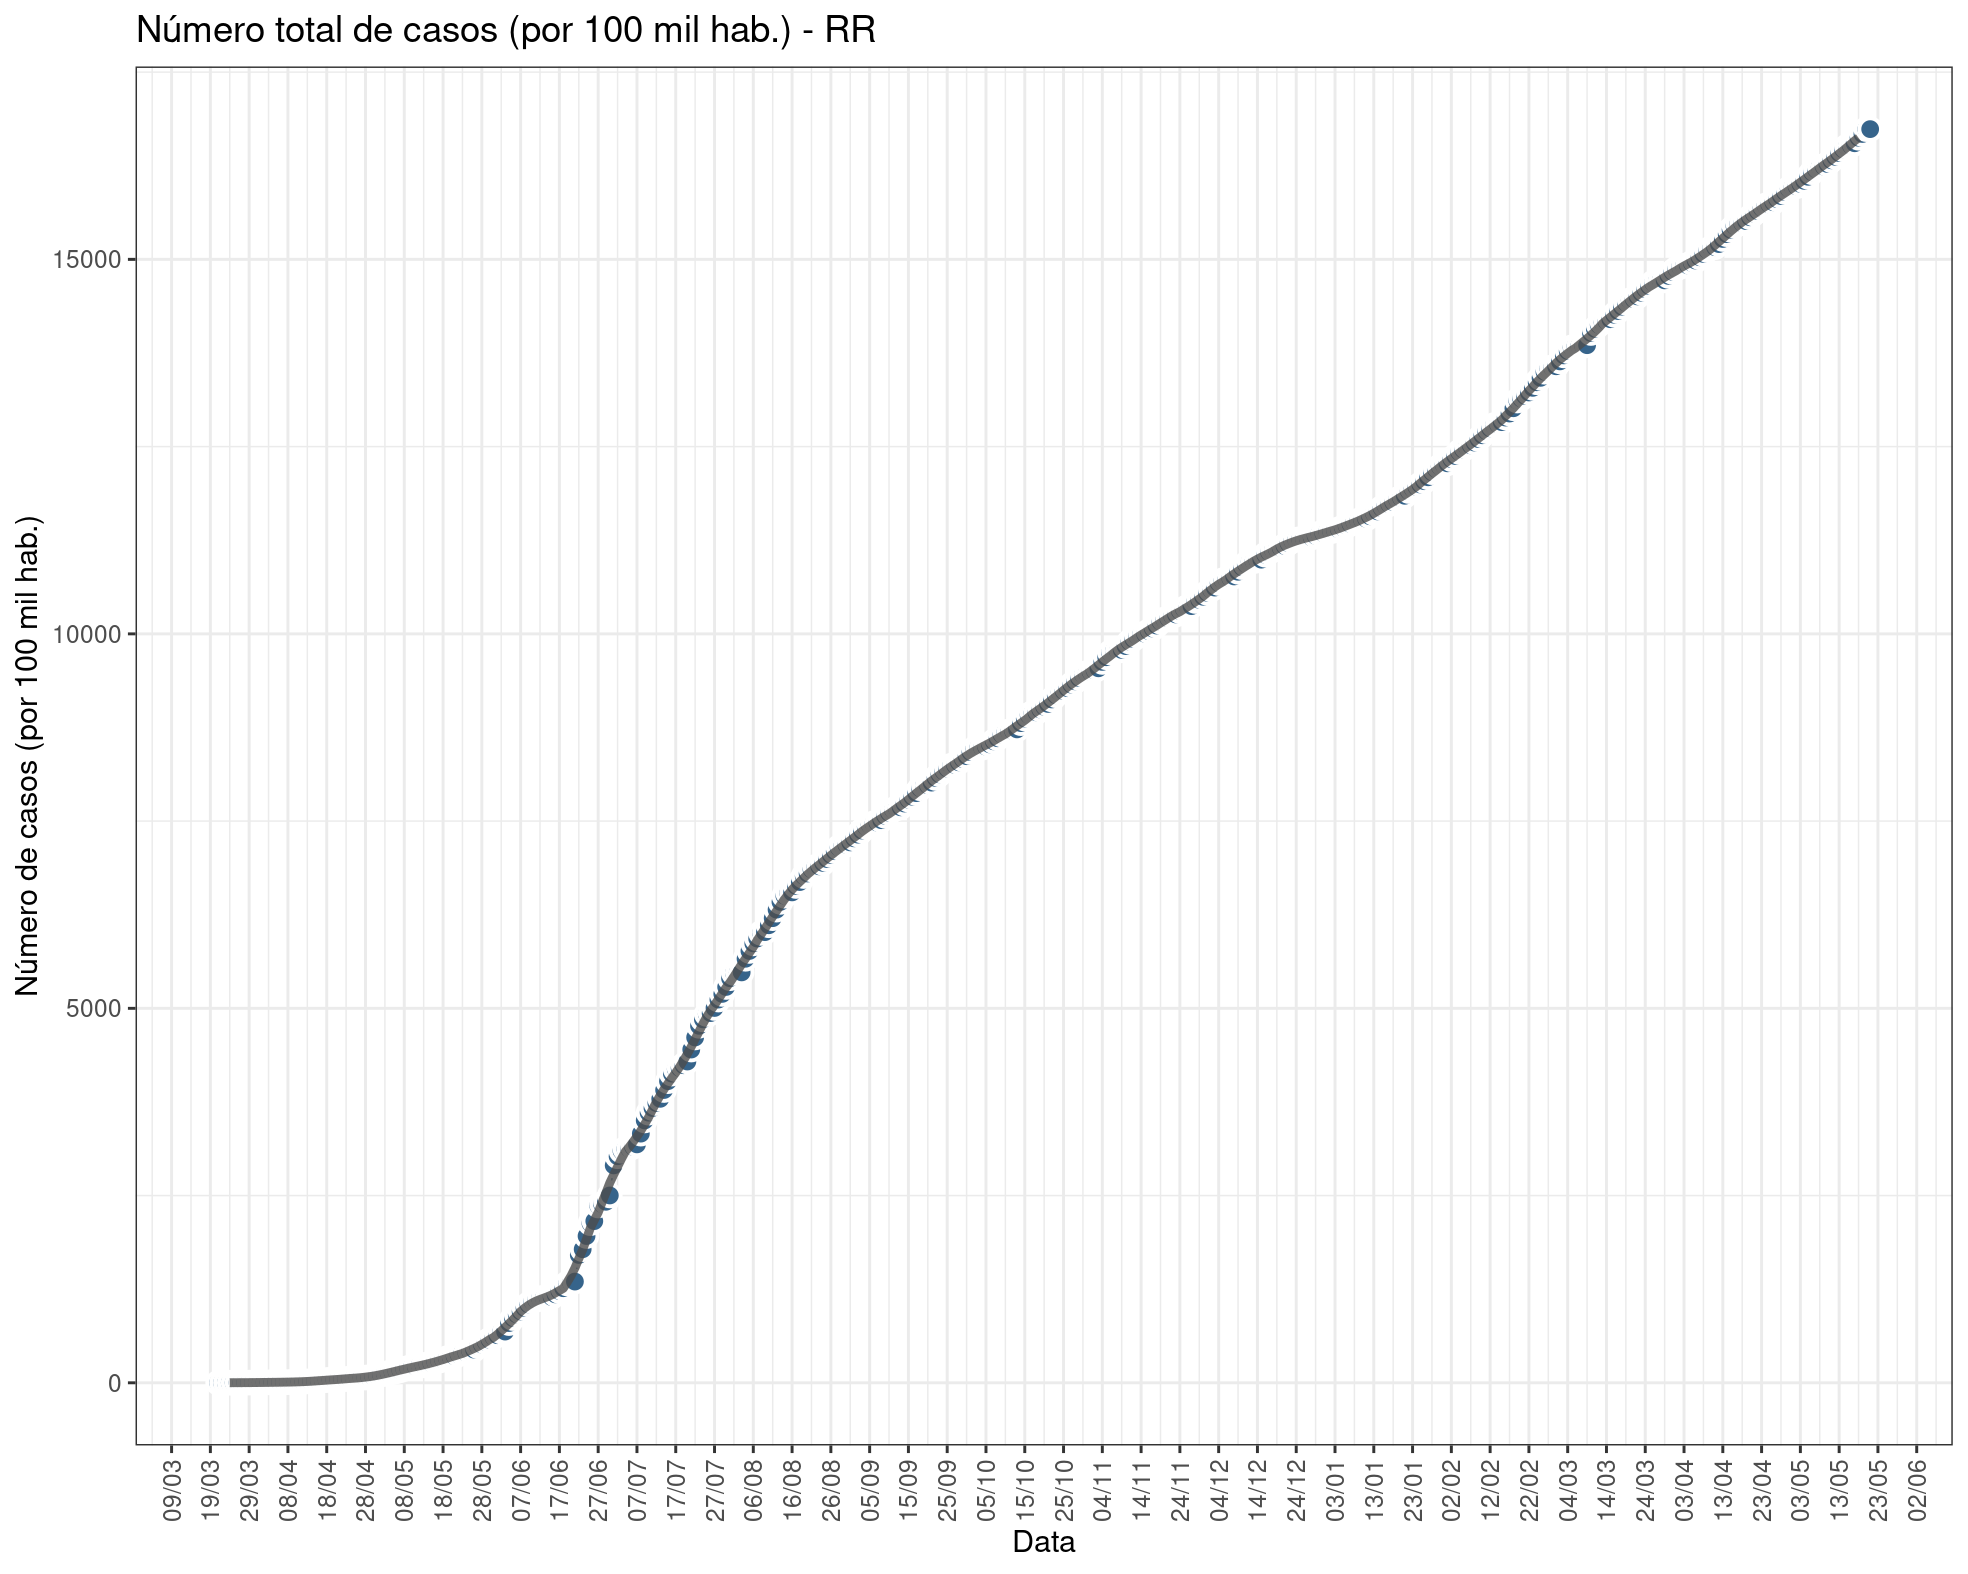 Número total de casos (por 100 mil hab.) - RR
Número de casos (por 100 mil hab.)
15000
10000
5000
0
09/03 19/03 29/03 08/04 18/04 28/04 08/05 18/05 28/05 07/06 17/06 27/06 07/07 17/07 27/07 06/08 16/08 26/08 05/09 15/09 25/09 05/10 15/10 25/10 04/11 14/11 24/11 04/12 14/12 24/12 03/01 13/01 23/01 02/02 12/02 22/02 04/03 14/03 24/03 03/04 13/04 23/04 03/05 13/05 23/05 02/06
Data